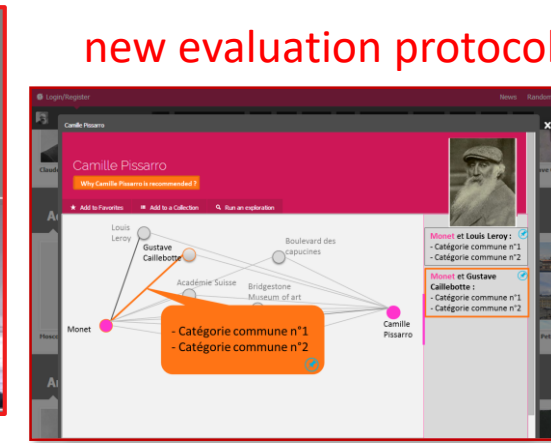 new evaluation protocol
Login/Register
News
Camille Pissarro
Camille Pissarro
Why Camille Pissarro is recommended ?
Add to Favorites
Add to a Collection
Run an exploration
Louis
Leroy
Gustave
Caillebotte
Boulevard des
capucines
Académie Suisse
Bridgestone
Museum of art
Monet
- Catégorie commune n°1
- Catégorie commune n°2
Camille
Pissarro
Monet et Louis Leroy :
- Catégorie commune n°1
- Catégorie commune n°2
Monet et Gustave
Caillebotte :
- Catégorie commune n°1
- Catégorie commune n°2